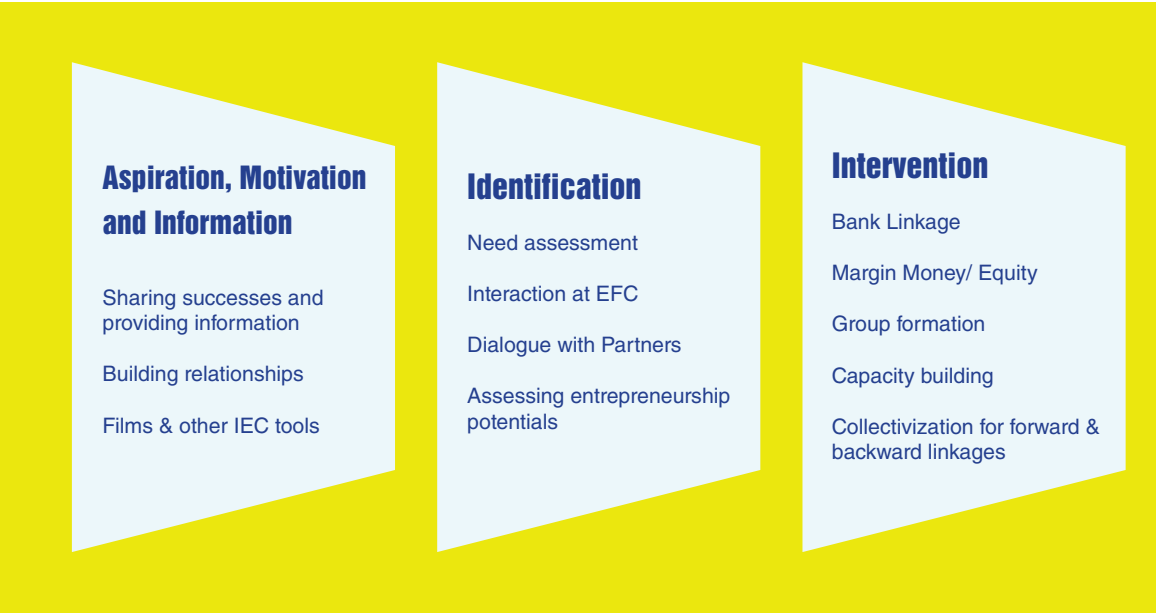 Aspiration, Motivation
and Information
Sharing successes and
providing information
Building relationships
Films & other IEC tools
Identification
Need assessment
Interaction at EFC
Dialogue with Partners
Assessing entrepreneurship
potentials
Intervention
Bank Linkage
Margin Money/ Equity
Group formation
Capacity building
Collectivization for forward &
backward linkages